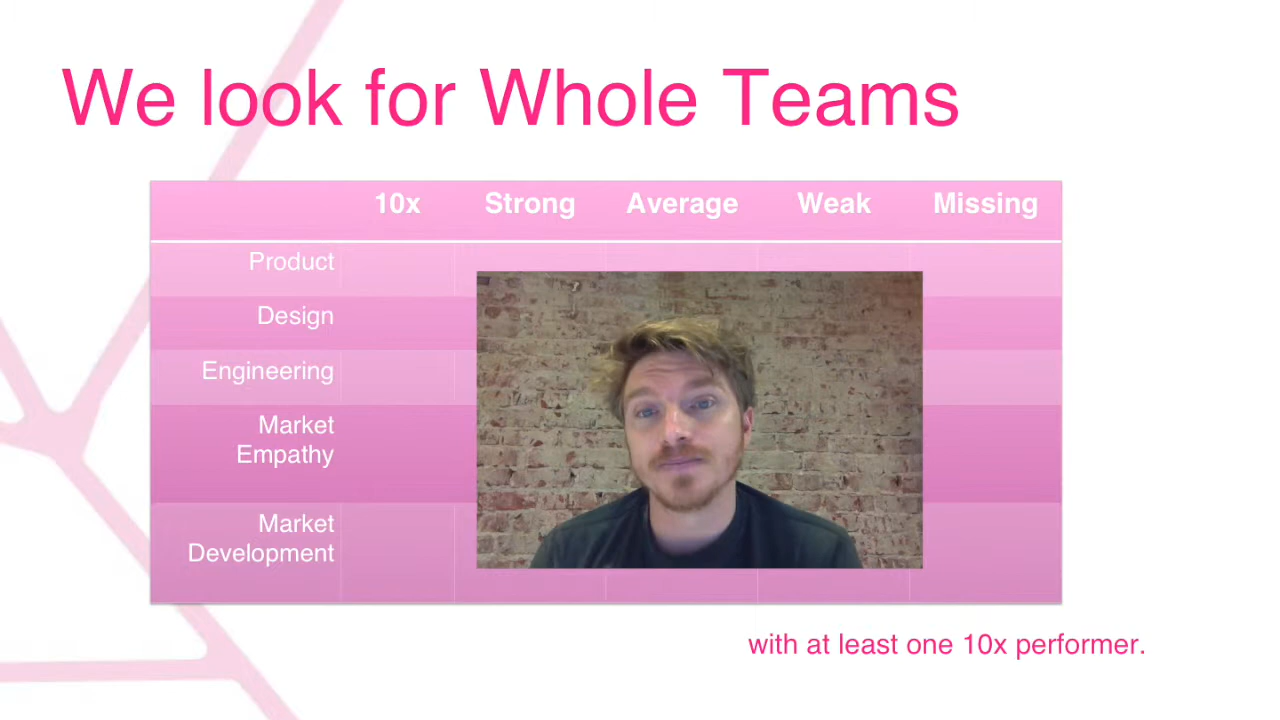 We look for Whole Teams
10x Strong Average Weak Missing
Product
Design
Engineering
Market
Empathy
Market
Development
with at least one 10x performer.